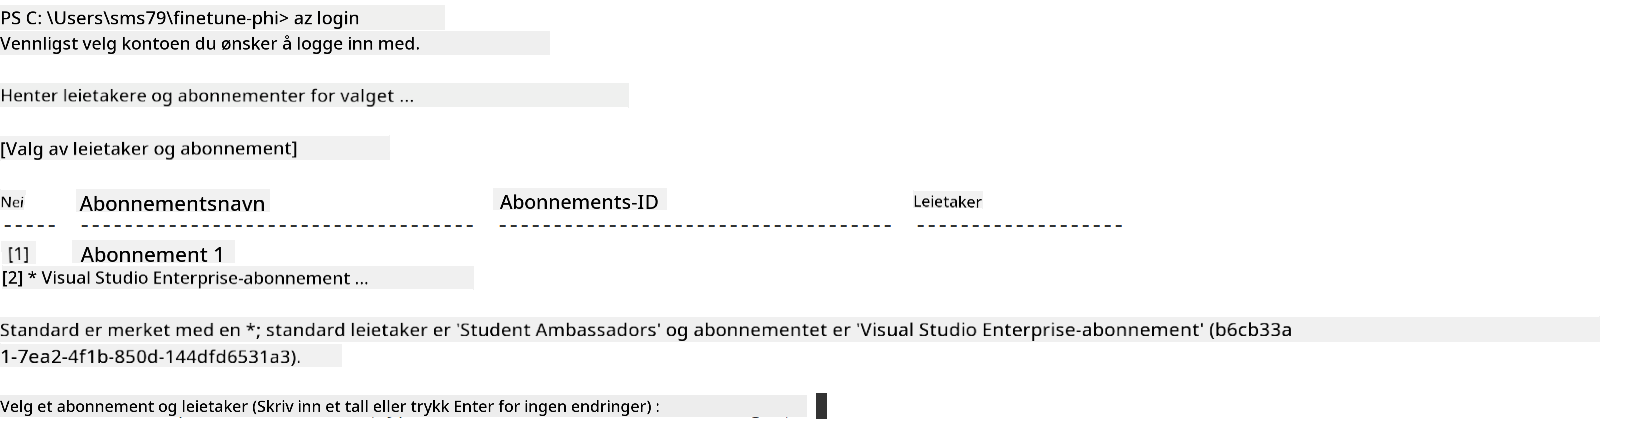 PS C: \Users\sms79\finetune-phi> az login
Vennligst velg kontoen du ønsker å logge inn med.
Henter leietakere og abonnementer for valget ...
[Valg av leietaker og abonnement]
Nei Abonnementsnavn Abonnements-ID Leietaker
----- --------------------------------- --------------------------------- ------------------
[1] Abonnement 1
[2] * Visual Studio Enterprise-abonnement ...
Standard er merket med en *; standard leietaker er 'Student Ambassadors' og abonnementet er 'Visual Studio Enterprise-abonnement' (b6cb33a
1-7ea2-4f1b-850d-144dfd6531a3).
Velg et abonnement og leietaker (Skriv inn et tall eller trykk Enter for ingen endringer) :